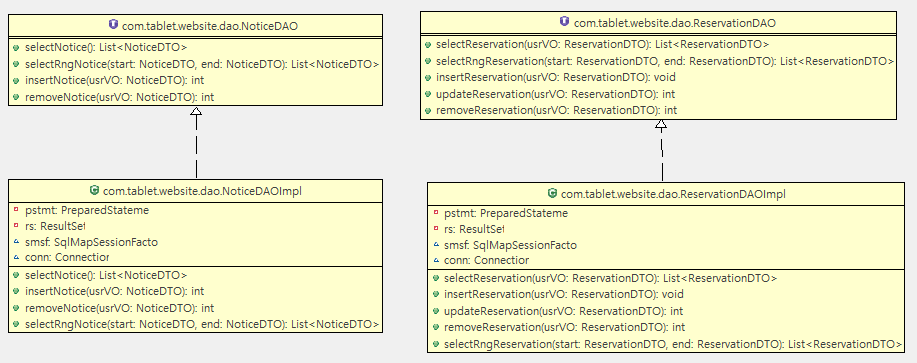 com.tablet.website.dao.NoticeDAO
selectNotice(): List<NoticeDTO>
selectRngNotice(start: NoticeDTO, end: NoticeDTO): List<NoticeDTO>
insertNotice(usrVO: NoticeDTO): int
removeNotice(usrVO: NoticeDTO): int
com.tablet.website.dao.ReservationDAO
selectReservation(usrVO: ReservationDTO): List<ReservationDTO>
selectRngReservation(start: ReservationDTO, end: ReservationDTO): List<ReservationDTO>
insertReservation(usrVO: ReservationDTO): void
updateReservation(usrVO: ReservationDTO): int
removeReservation(usrVO: ReservationDTO): int
com.tablet.website.dao.NoticeDAOImpl
pstmt: PreparedStateme
rs: ResultSet
smsf: SqlMapSessionFacto
conn: Connection
selectNotice(): List<NoticeDTO>
insertNotice(usrVO: NoticeDTO): int
removeNotice(usrVO: NoticeDTO): int
selectRngNotice(start: NoticeDTO, end: NoticeDTO): List<NoticeDTO>
com.tablet.website.dao.ReservationDAOImpl
pstmt: PreparedStateme
rs: ResultSet
smsf: SqlMapSessionFacto
conn: Connection
selectReservation(usrVO: ReservationDTO): List<ReservationDTO>
insertReservation(usrVO: ReservationDTO): void
updateReservation(usrVO: ReservationDTO): int
removeReservation(usrVO: ReservationDTO): int
selectRngReservation(start: ReservationDTO, end: ReservationDTO): List<ReservationDTO>